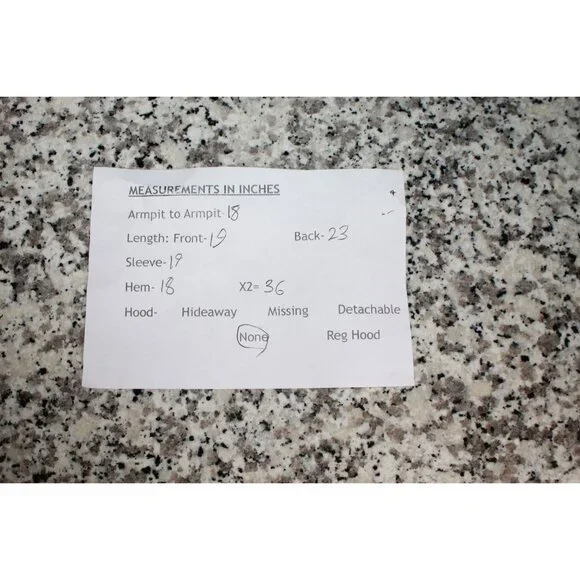 MEASUREMENTS IN INCHES
Armpit to Armpit- 18
Length: Front- 19 Back- 23
Sleeve- 19
Hem- 18 X2= 36
Hood- Hideaway Missing Detachable
None Reg Hood